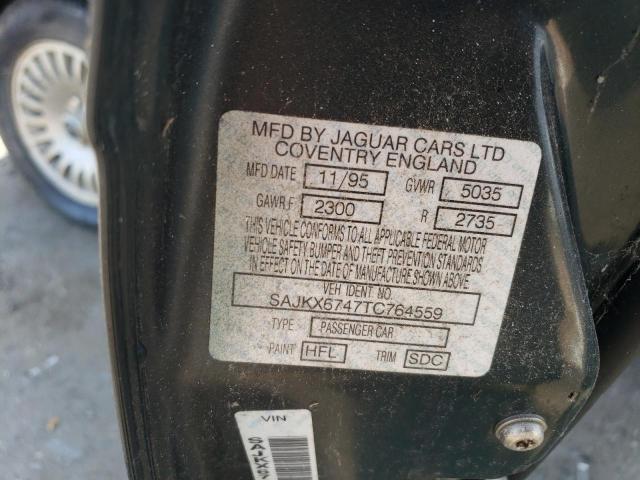 MFD BY JAGUAR CARS LTD
COVENTRY ENGLAND
MFD DATE 11/95 GVWR 5035
GAWR.F 2300 R 2735
THIS VEHICLE CONFORMS TO ALL APPLICABLE FEDERAL MOTOR
VEHICLE SAFETY BUMPER AND THEFT PREVENTION STANDARDS
IN EFFECT ON THE DATE OF MANUFACTURE SHOWN ABOVE
VEH IDENT. NO.
SAJKX6747TC764559
TYPE PASSENGER CAR
PAINT HFL TRIM SDC
VIN